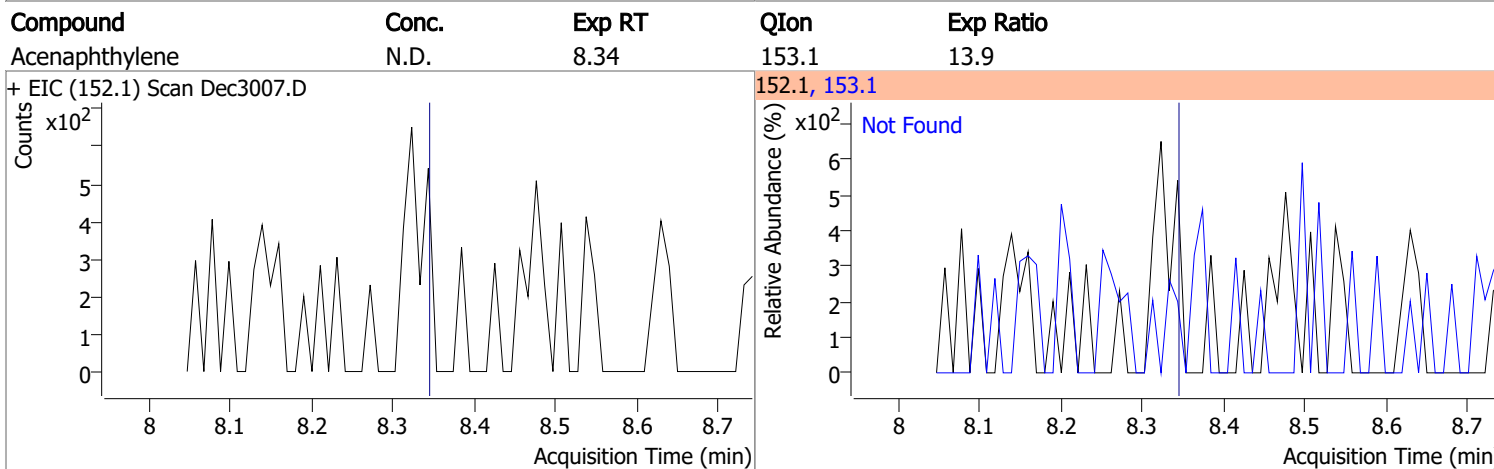 Compound Conc. Exp RT QIon Exp Ratio
Acenaphthylene N.D. 8.34 153.1 13.9
+ EIC (152.1) Scan Dec3007.D
Counts
x10²
5
4
3
2
1
0
8 8.1 8.2 8.3 8.4 8.5 8.6 8.7
Acquisition Time (min)
152.1, 153.1
Relative Abundance (%)
x10²
Not Found
6
5
4
3
2
1
0
8 8.1 8.2 8.3 8.4 8.5 8.6 8.7
Acquisition Time (min)